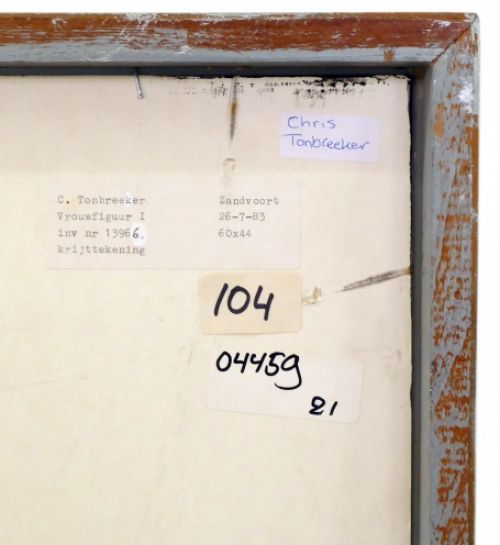 Chris
Tonbreeker
C. Tonbreeker Zandvoort
Vrouwfiguur I 26-7-83
inv nr 13966. 60x44
krijttekening
104
04459
21